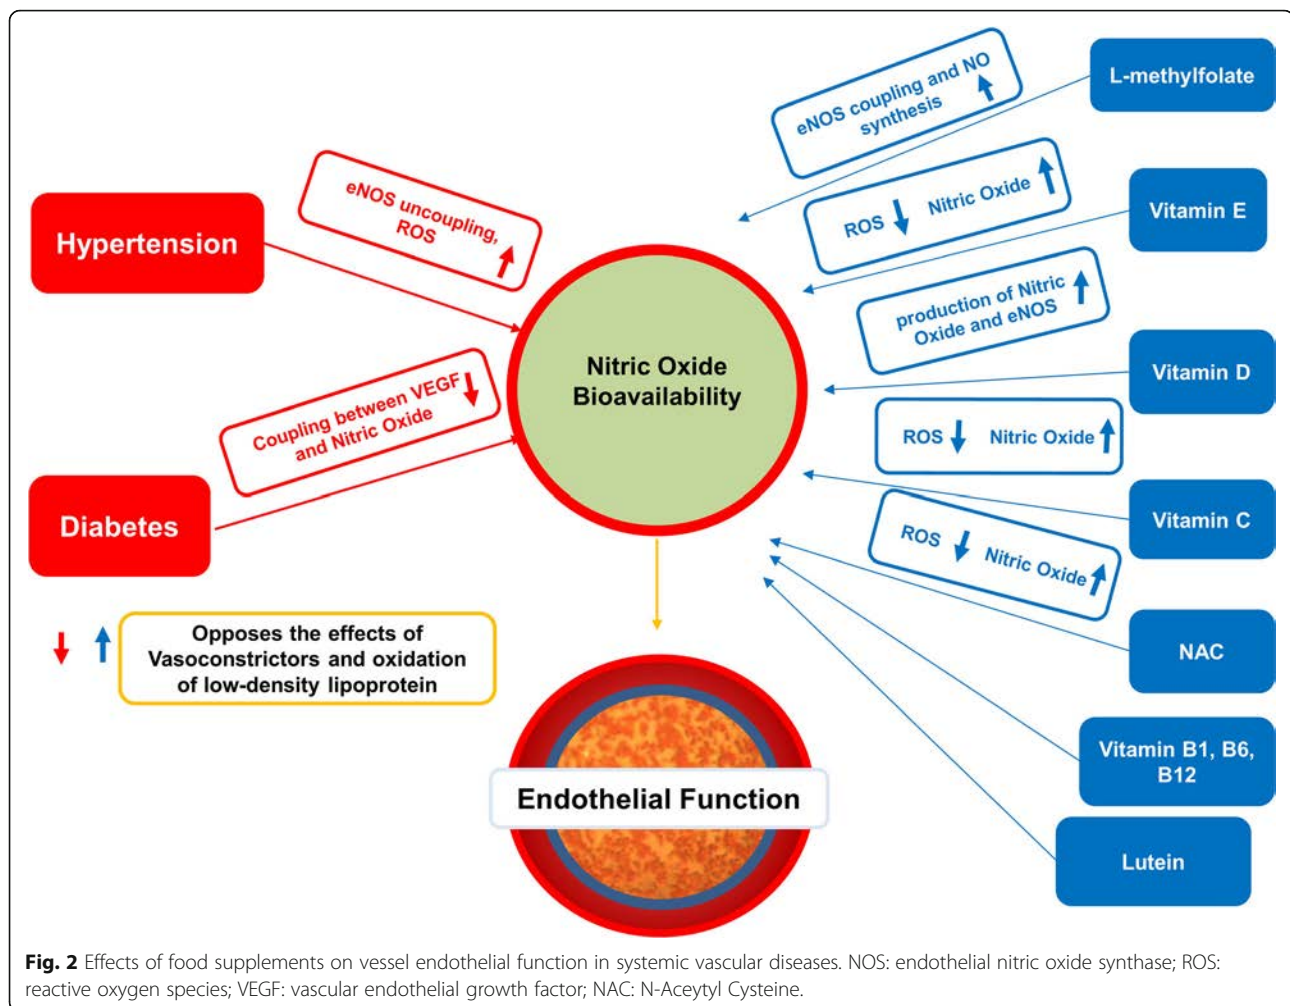 L-methylfolate
eNOS coupling and NO
synthesis
Vitamin E
ROS Nitric Oxide
Hypertension
eNOS uncoupling,
ROS
production of Nitric
Oxide and eNOS
Vitamin D
Nitric Oxide
Bioavailability
Coupling between VEGF
and Nitric Oxide
ROS Nitric Oxide
Diabetes
Vitamin C
ROS Nitric Oxide
NAC
Opposes the effects of
Vasoconstrictors and oxidation
of low-density lipoprotein
Vitamin B1, B6,
B12
Endothelial Function
Lutein
Fig. 2 Effects of food supplements on vessel endothelial function in systemic vascular diseases. NOS: endothelial nitric oxide synthase; ROS:
reactive oxygen species; VEGF: vascular endothelial growth factor; NAC: N-Aceytyl Cysteine.